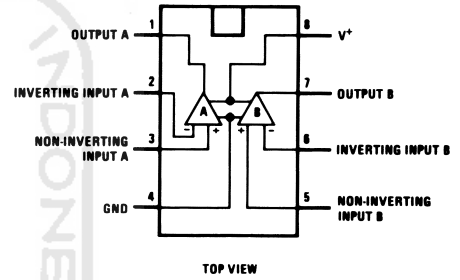 1
OUTPUT A
8
V+
2
INVERTING INPUT A
7
OUTPUT B
A
B
- +
+ -
3
NON-INVERTING
INPUT A
6
INVERTING INPUT B
4
GND
5
NON-INVERTING
INPUT B
TOP VIEW
INDONE